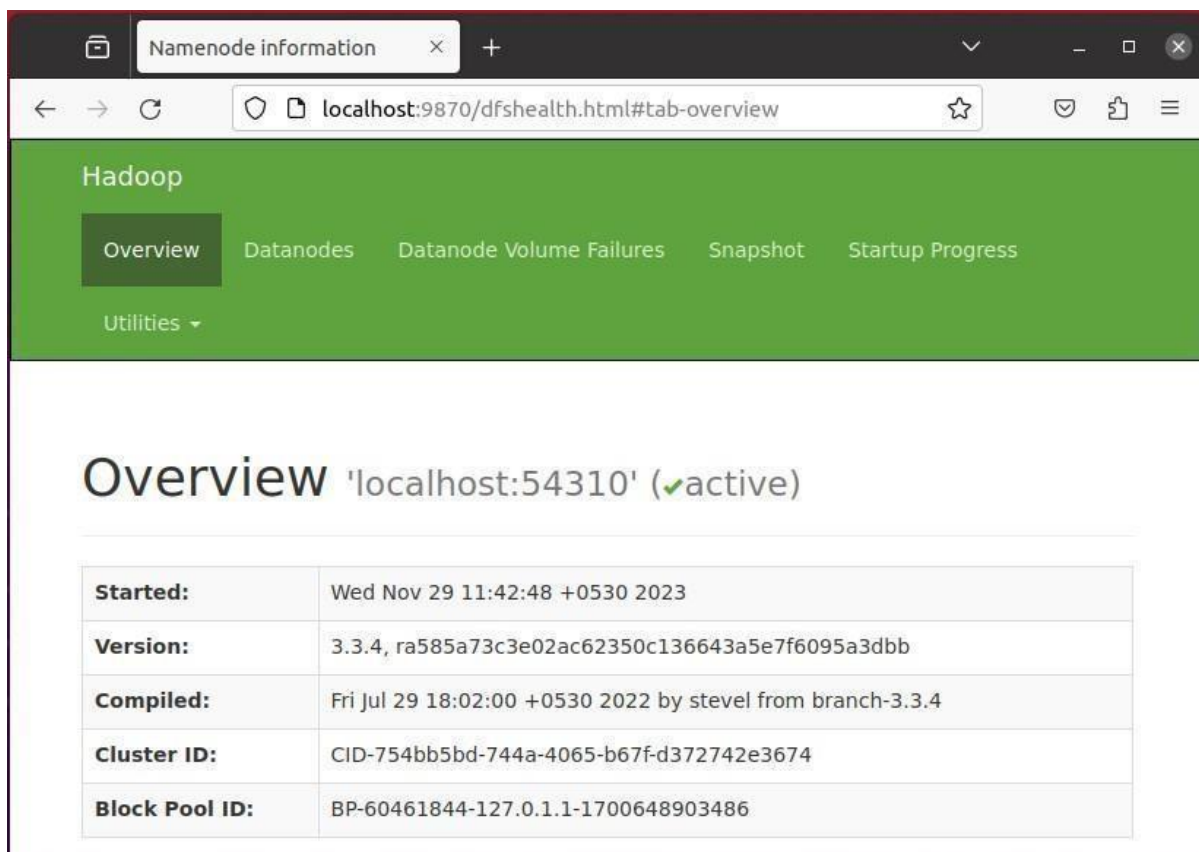 Namenode information
localhost:9870/dfshealth.html#tab-overview
Hadoop
Overview Datanodes Datanode Volume Failures Snapshot Startup Progress
Utilities
Overview 'localhost:54310' (✔active)
Started: Wed Nov 29 11:42:48 +0530 2023
Version: 3.3.4, ra585a73c3e02ac62350c136643a5e7f6095a3dbb
Compiled: Fri Jul 29 18:02:00 +0530 2022 by stevel from branch-3.3.4
Cluster ID: CID-754bb5bd-744a-4065-b67f-d372742e3674
Block Pool ID: BP-60461844-127.0.1.1-1700648903486